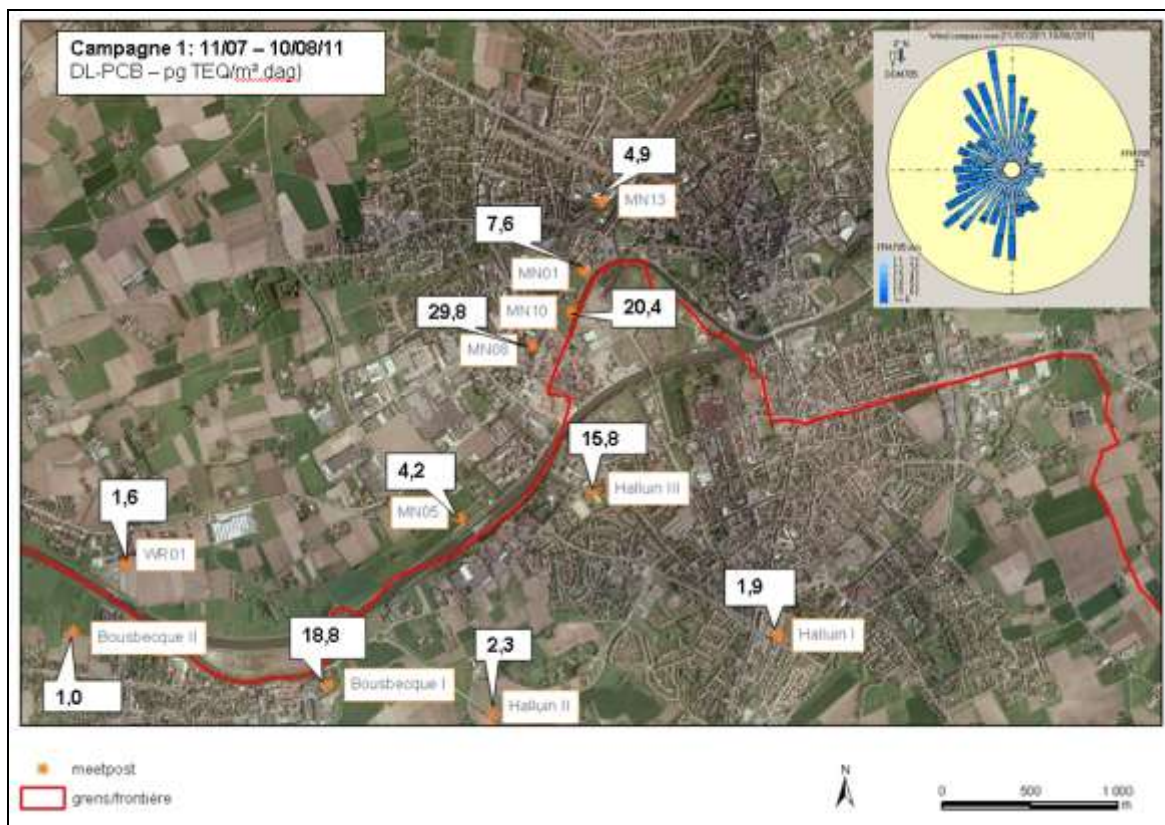 Campagne 1: 11/07 – 10/08/11
DL-PCB – pg TEQ/m².dag)
4,9
MN13
7,6
MN01
MN10
20,4
29,8
MN08
15,8
Halluin III
4,2
MN05
1,6
WR01
1,9
Halluin I
Bousbecque II
18,8
2,3
Bousbecque I
1,0
Halluin II
meetpost
grens/frontière
N
0 500 1 000
m